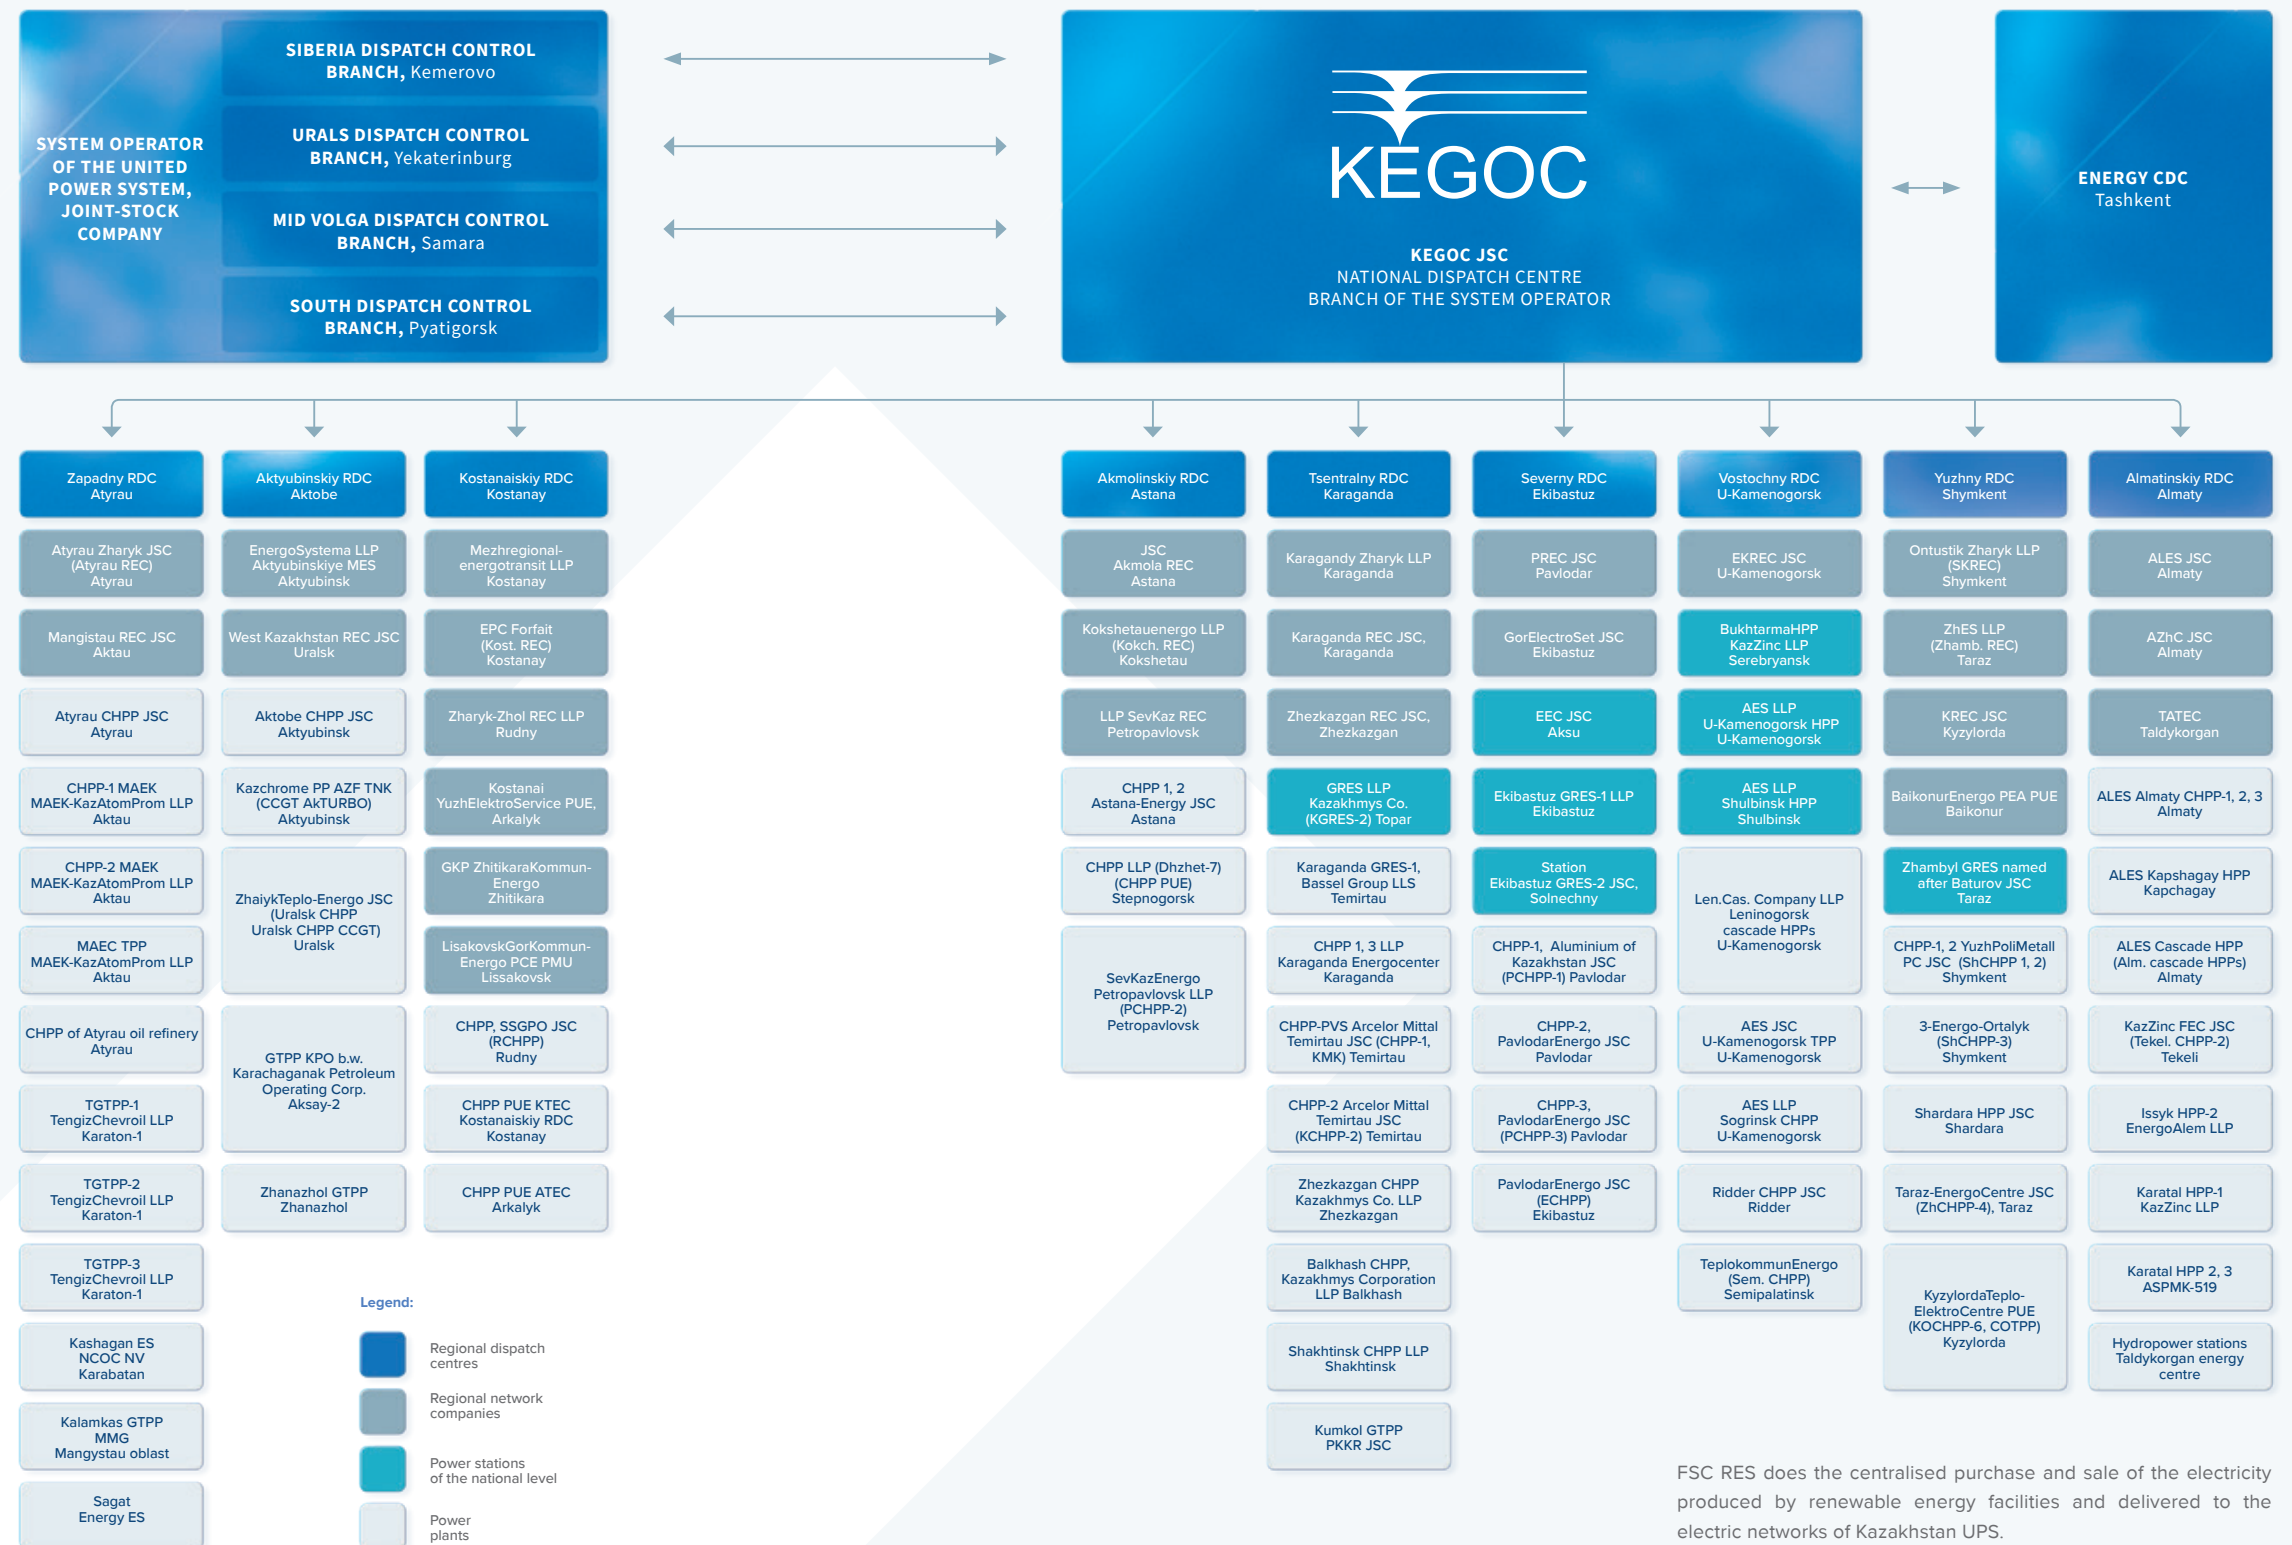 SYSTEM OPERATOR
OF THE UNITED
POWER SYSTEM,
JOINT-STOCK
COMPANY
SIBERIA DISPATCH CONTROL
BRANCH, Kemerovo
URALS DISPATCH CONTROL
BRANCH, Yekaterinburg
MID VOLGA DISPATCH CONTROL
BRANCH, Samara
SOUTH DISPATCH CONTROL
BRANCH, Pyatigorsk
KEGOC
KEGOC JSC
NATIONAL DISPATCH CENTRE
BRANCH OF THE SYSTEM OPERATOR
ENERGY CDC
Tashkent
Zapadny RDC
Atyrau
Atyrau Zharyk JSC
(Atyrau REC)
Atyrau
Mangistau REC JSC
Aktau
Atyrau CHPP JSC
Atyrau
CHPP-1 MAEK
MAEK-KazAtomProm LLP
Aktau
CHPP-2 MAEK
MAEK-KazAtomProm LLP
Aktau
MAEC TPP
MAEK-KazAtomProm LLP
Aktau
CHPP of Atyrau oil refinery
Atyrau
TGTPP-1
TengizChevroil LLP
Karaton-1
TGTPP-2
TengizChevroil LLP
Karaton-1
TGTPP-3
TengizChevroil LLP
Karaton-1
Kashagan ES
NCOC NV
Karabatan
Kalamkas GTPP
MMG
Mangystau oblast
Sagat
Energy ES
Aktyubinskiy RDC
Aktobe
EnergoSystema LLP
Aktyubinskiye MES
Aktyubinsk
West Kazakhstan REC JSC
Uralsk
Aktobe CHPP JSC
Aktyubinsk
Kazchrome PP AZF TNK
(CCGT AkTURBO)
Aktyubinsk
ZhaiykTeplo-Energo JSC
(Uralsk CHPP
Uralsk CHPP CCGT)
Uralsk
GTPP KPO b.w.
Karachaganak Petroleum
Operating Corp.
Aksay-2
Zhanazhol GTPP
Zhanazhol
Kostanaiskiy RDC
Kostanay
Mezhregional-
energotransit LLP
Kostanay
EPC Forfait
(Kost. REC)
Kostanay
Zharyk-Zhol REC LLP
Rudny
Kostanai
YuzhElektroService PUE,
Arkalyk
GKP ZhitikaraKommun-
Energo
Zhitikara
LisakovskGorKommun-
Energo PCE PMU
Lissakovsk
CHPP, SSGPO JSC
(RCHPP)
Rudny
CHPP PUE KTEC
Kostanaiskiy RDC
Kostanay
CHPP PUE ATEC
Arkalyk
Akmolinskiy RDC
Astana
JSC
Akmola REC
Astana
Kokshetauenergo LLP
(Kokch. REC)
Kokshetau
LLP SevKaz REC
Petropavlovsk
CHPP 1, 2
Astana-Energy JSC
Astana
CHPP LLP (Dhzhet-7)
(CHPP PUE)
Stepnogorsk
SevKazEnergo
Petropavlovsk LLP
(PCHPP-2)
Petropavlovsk
Tsentralny RDC
Karaganda
Karagandy Zharyk LLP
Karaganda
Karaganda REC JSC,
Karaganda
Zhezkazgan REC JSC,
Zhezkazgan
GRES LLP
Kazakhmys Co.
(KGRES-2) Topar
Karaganda GRES-1,
Bassel Group LLS
Temirtau
CHPP 1, 3 LLP
Karaganda Energocenter
Karaganda
CHPP-PVS Arcelor Mittal
Temirtau JSC (CHPP-1,
KMK) Temirtau
CHPP-2 Arcelor Mittal
Temirtau JSC
(KCHPP-2) Temirtau
Zhezkazgan CHPP
Kazakhmys Co. LLP
Zhezkazgan
Balkhash CHPP,
Kazakhmys Corporation
LLP Balkhash
Shakhtinsk CHPP LLP
Shakhtinsk
Kumkol GTPP
PKKR JSC
Severny RDC
Ekibastuz
PREC JSC
Pavlodar
GorElectroSet JSC
Ekibastuz
EEC JSC
Aksu
Ekibastuz GRES-1 LLP
Ekibastuz
Station
Ekibastuz GRES-2 JSC,
Solnechny
CHPP-1, Aluminium of
Kazakhstan JSC
(PCHPP-1) Pavlodar
CHPP-2,
PavlodarEnergo JSC
Pavlodar
CHPP-3,
PavlodarEnergo JSC
(PCHPP-3) Pavlodar
PavlodarEnergo JSC
(ECHPP)
Ekibastuz
Vostochny RDC
U-Kamenogorsk
EKREC JSC
U-Kamenogorsk
BukhtarmaHPP
KazZinc LLP
Serebryansk
AES LLP
U-Kamenogorsk HPP
U-Kamenogorsk
AES LLP
Shulbinsk HPP
Shulbinsk
Len.Cas. Company LLP
Leninogorsk
cascade HPPs
U-Kamenogorsk
AES JSC
U-Kamenogorsk TPP
U-Kamenogorsk
AES LLP
Sogrinsk CHPP
U-Kamenogorsk
Ridder CHPP JSC
Ridder
TeplokommunEnergo
(Sem. CHPP)
Semipalatinsk
Yuzhny RDC
Shymkent
Ontustik Zharyk LLP
(SKREC)
Shymkent
ZhES LLP
(Zhamb. REC)
Taraz
KREC JSC
Kyzylorda
BaikonurEnergo PEA PUE
Baikonur
Zhambyl GRES named
after Baturov JSC
Taraz
CHPP-1, 2 YuzhPoliMetall
PC JSC (ShCHPP 1, 2)
Shymkent
3-Energo-Ortalyk
(ShCHPP-3)
Shymkent
Shardara HPP JSC
Shardara
Taraz-EnergoCentre JSC
(ZhCHPP-4), Taraz
KyzylordaTeplo-
ElektroCentre PUE
(KOCHPP-6, COTPP)
Kyzylorda
Almatinskiy RDC
Almaty
ALES JSC
Almaty
AZhC JSC
Almaty
TATEC
Taldykorgan
ALES Almaty CHPP-1, 2, 3
Almaty
ALES Kapshagay HPP
Kapchagay
ALES Cascade HPP
(Alm. cascade HPPs)
Almaty
KazZinc FEC JSC
(Tekel. CHPP-2)
Tekeli
Issyk HPP-2
EnergoAlem LLP
Karatal HPP-1
KazZinc LLP
Karatal HPP 2, 3
ASPMK-519
Hydropower stations
Taldykorgan energy
centre
Legend:
Regional dispatch
centres
Regional network
companies
Power stations
of the national level
Power
plants
FSC RES does the centralised purchase and sale of the electricity
produced by renewable energy facilities and delivered to the
electric networks of Kazakhstan UPS.